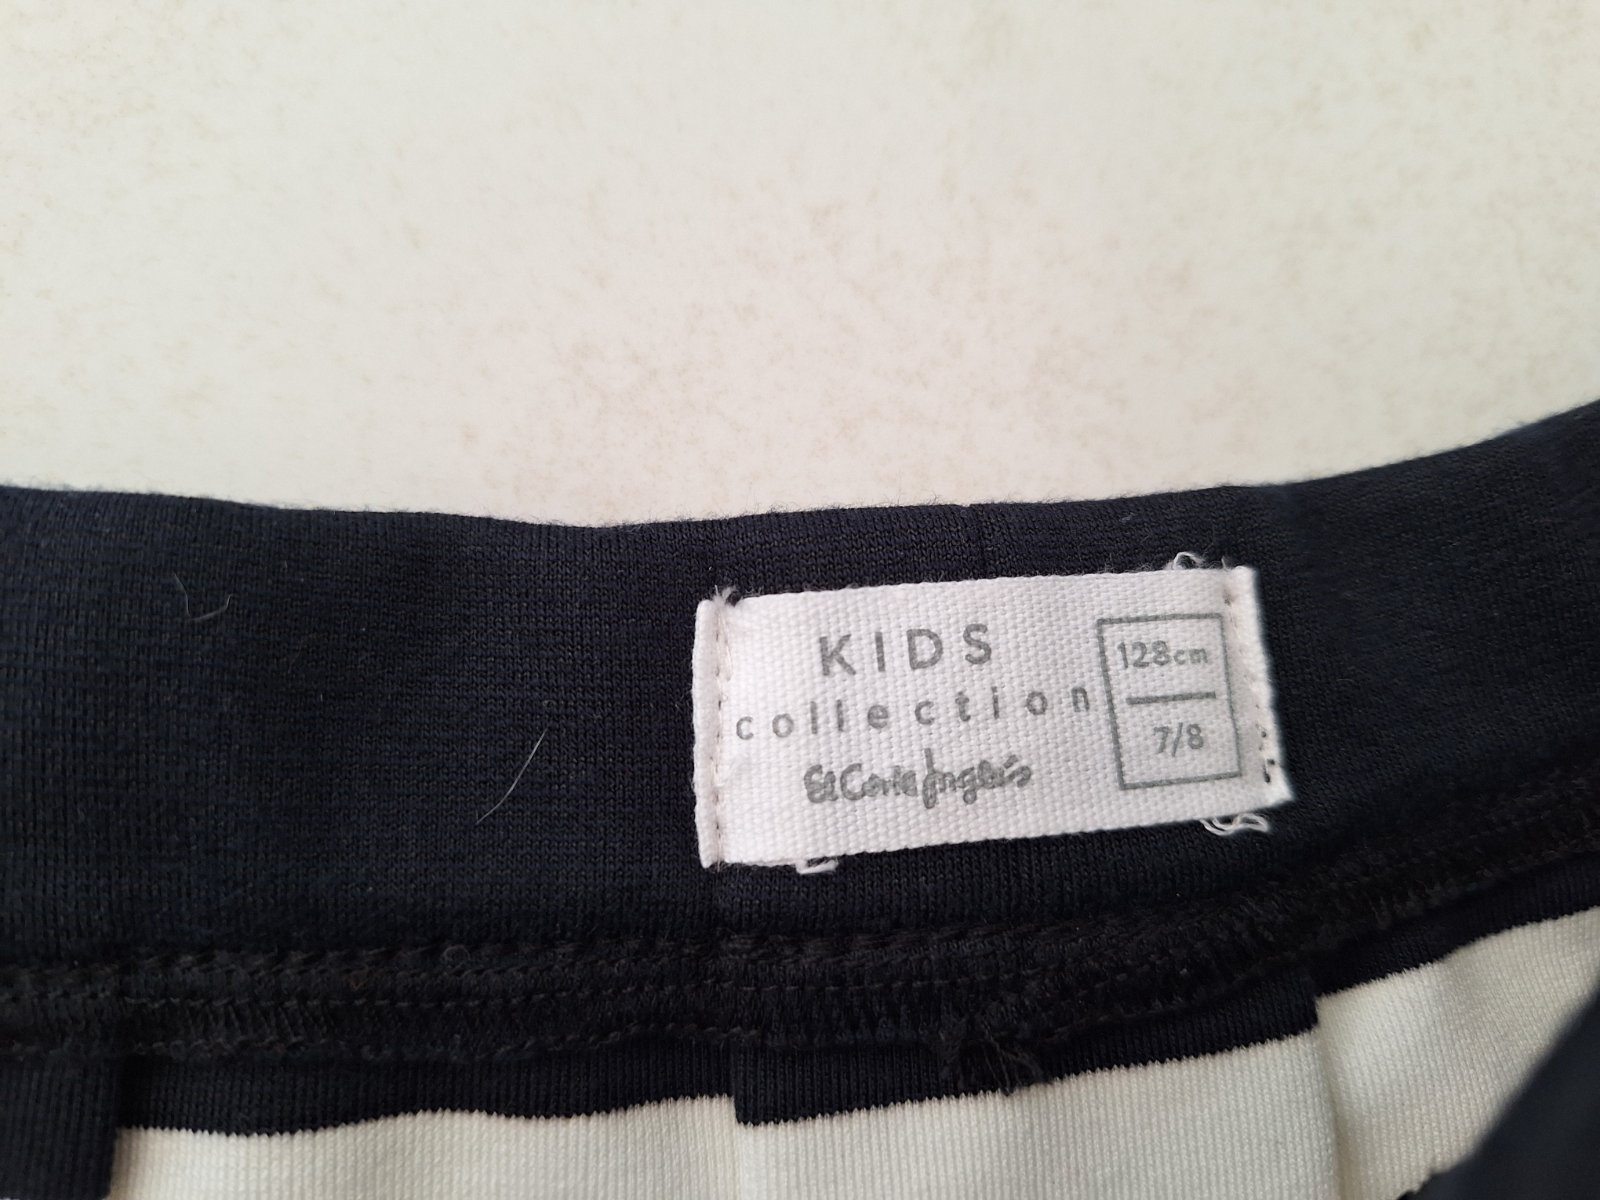 KIDS
collection
El Corte Inglés
128cm
7/8